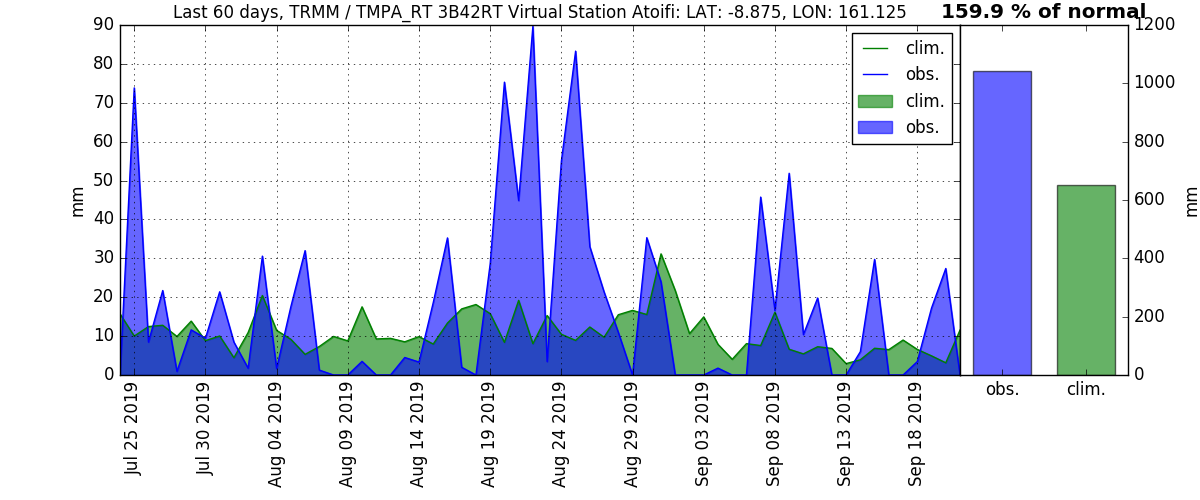 Last 60 days, TRMM / TMPA_RT 3B42RT Virtual Station Atoifi: LAT: -8.875, LON: 161.125
159.9 % of normal
90
80
70
60
50
40
30
20
10
0
mm
clim.
obs.
clim.
obs.
Jul 25 2019
Jul 30 2019
Aug 04 2019
Aug 09 2019
Aug 14 2019
Aug 19 2019
Aug 24 2019
Aug 29 2019
Sep 03 2019
Sep 08 2019
Sep 13 2019
Sep 18 2019
1200
1000
800
600
400
200
0
mm
obs.
clim.